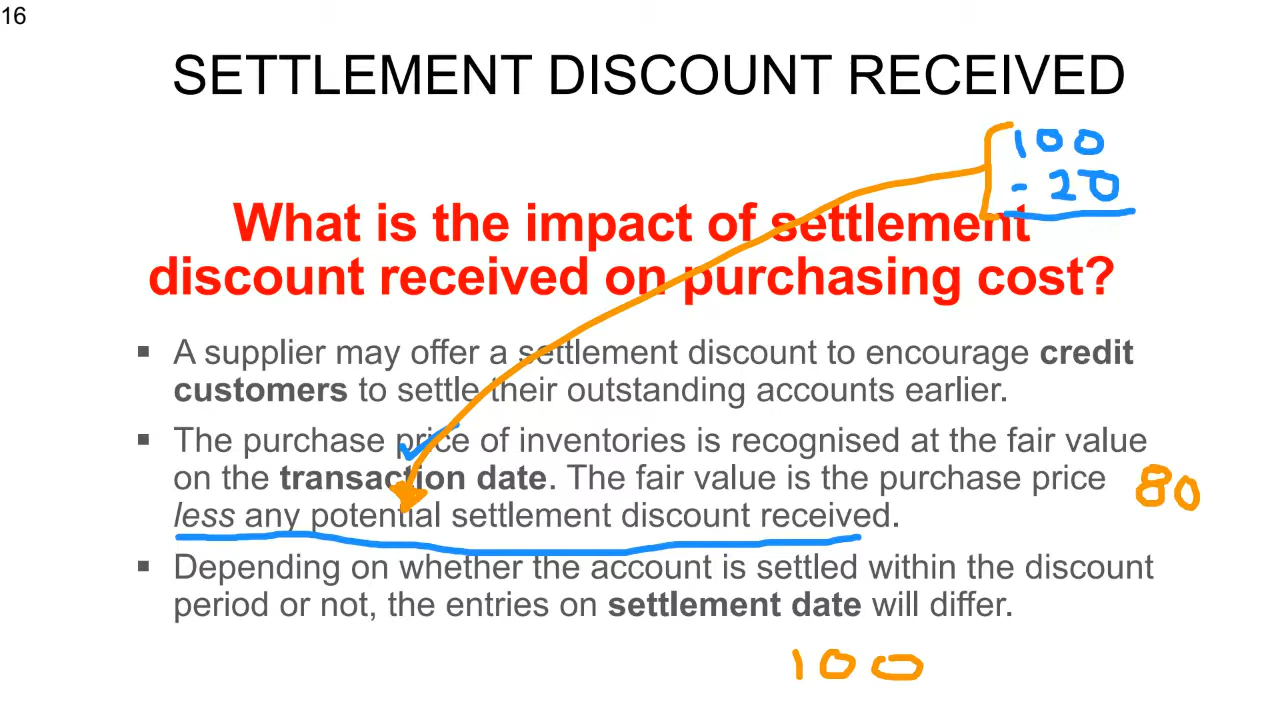 16
SETTLEMENT DISCOUNT RECEIVED
100
- 20
What is the impact of settlement
discount received on purchasing cost?
▪ A supplier may offer a settlement discount to encourage credit
customers to settle their outstanding accounts earlier.
▪ The purchase price of inventories is recognised at the fair value
on the transaction date. The fair value is the purchase price
80
less any potential settlement discount received.
▪ Depending on whether the account is settled within the discount
period or not, the entries on settlement date will differ.
100